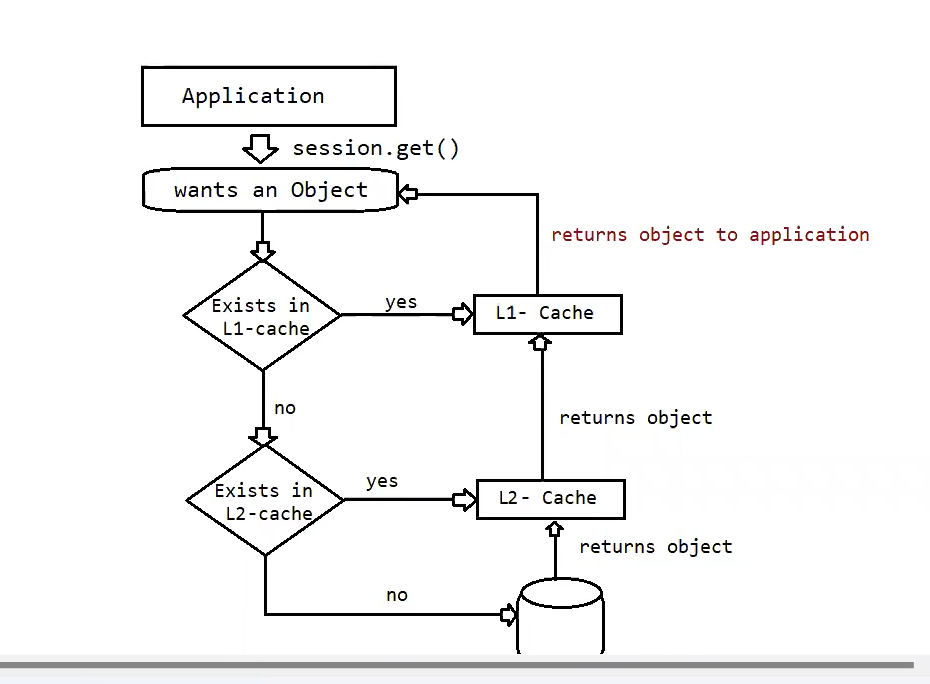 Application
session.get()
wants an Object
returns object to application
Exists in
L1-cache
yes
L1- Cache
no
returns object
Exists in
L2-cache
yes
L2- Cache
returns object
no